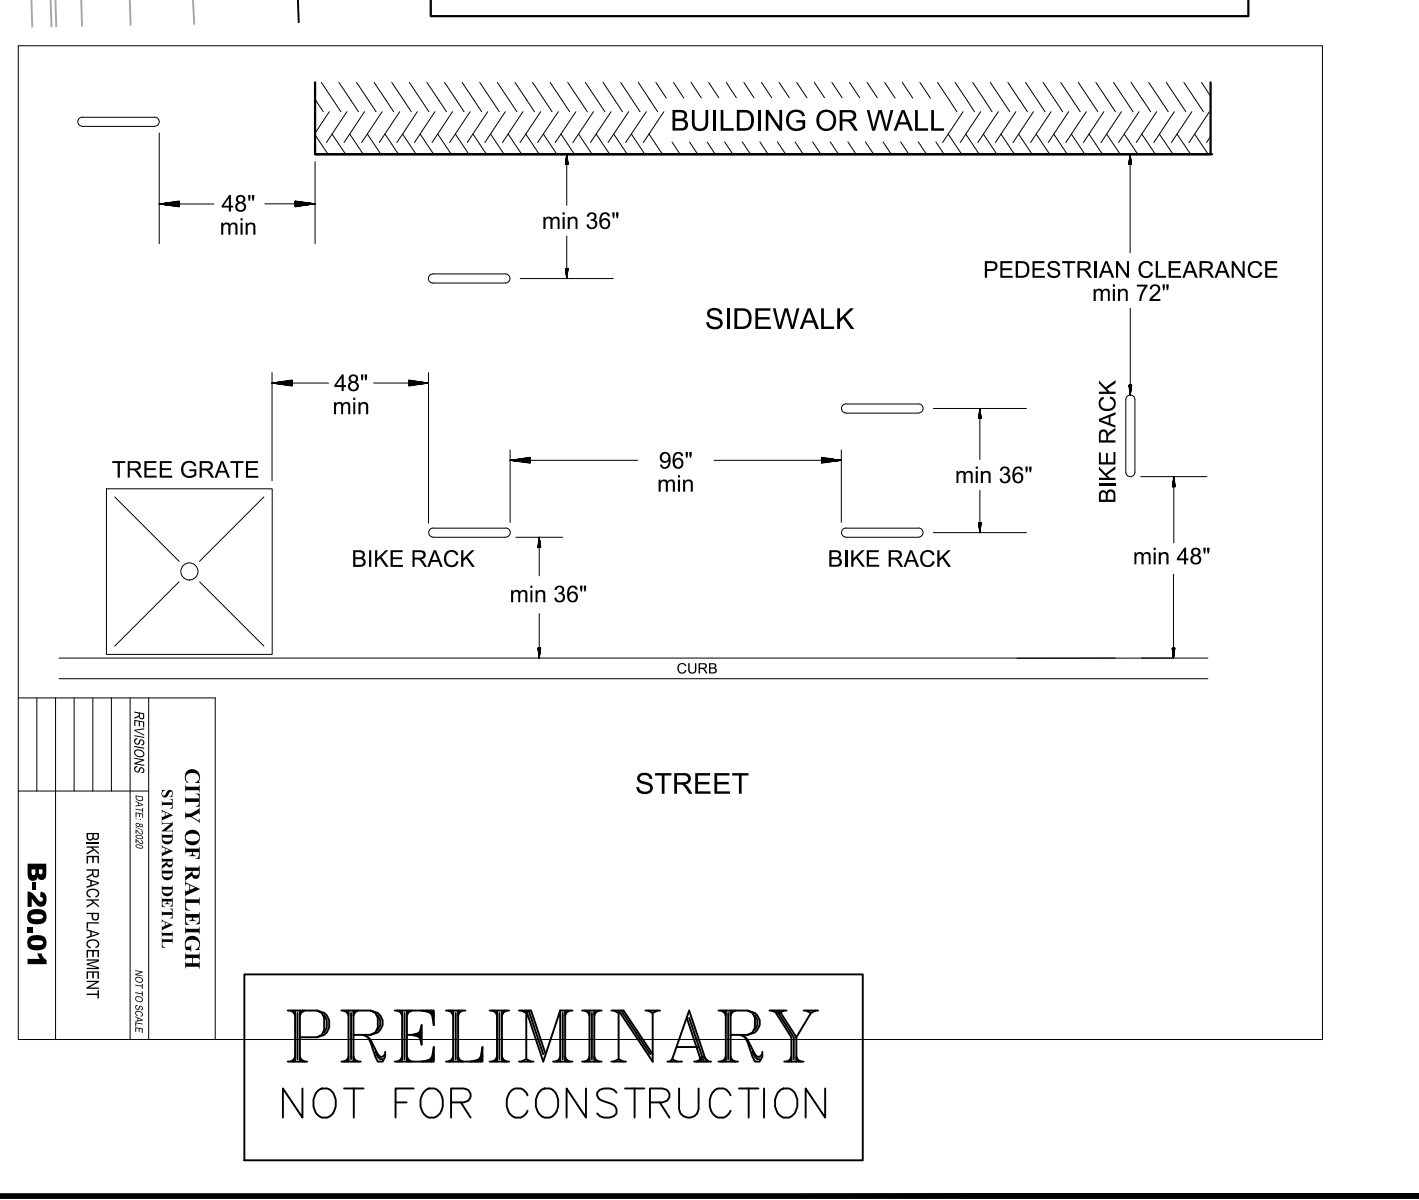 BUILDING OR WALL
48"
min
min 36"
PEDESTRIAN CLEARANCE
min 72"
SIDEWALK
48"
min
BIKE RACK
TREE GRATE
96"
min
min 36"
BIKE RACK
BIKE RACK
min 48"
min 36"
CURB
STREET
CITY OF RALEIGH
STANDARD DETAIL
REVISIONS
DATE: 8/2020
NOT TO SCALE
BIKE RACK PLACEMENT
B-20.01
PRELIMINARY
NOT FOR CONSTRUCTION